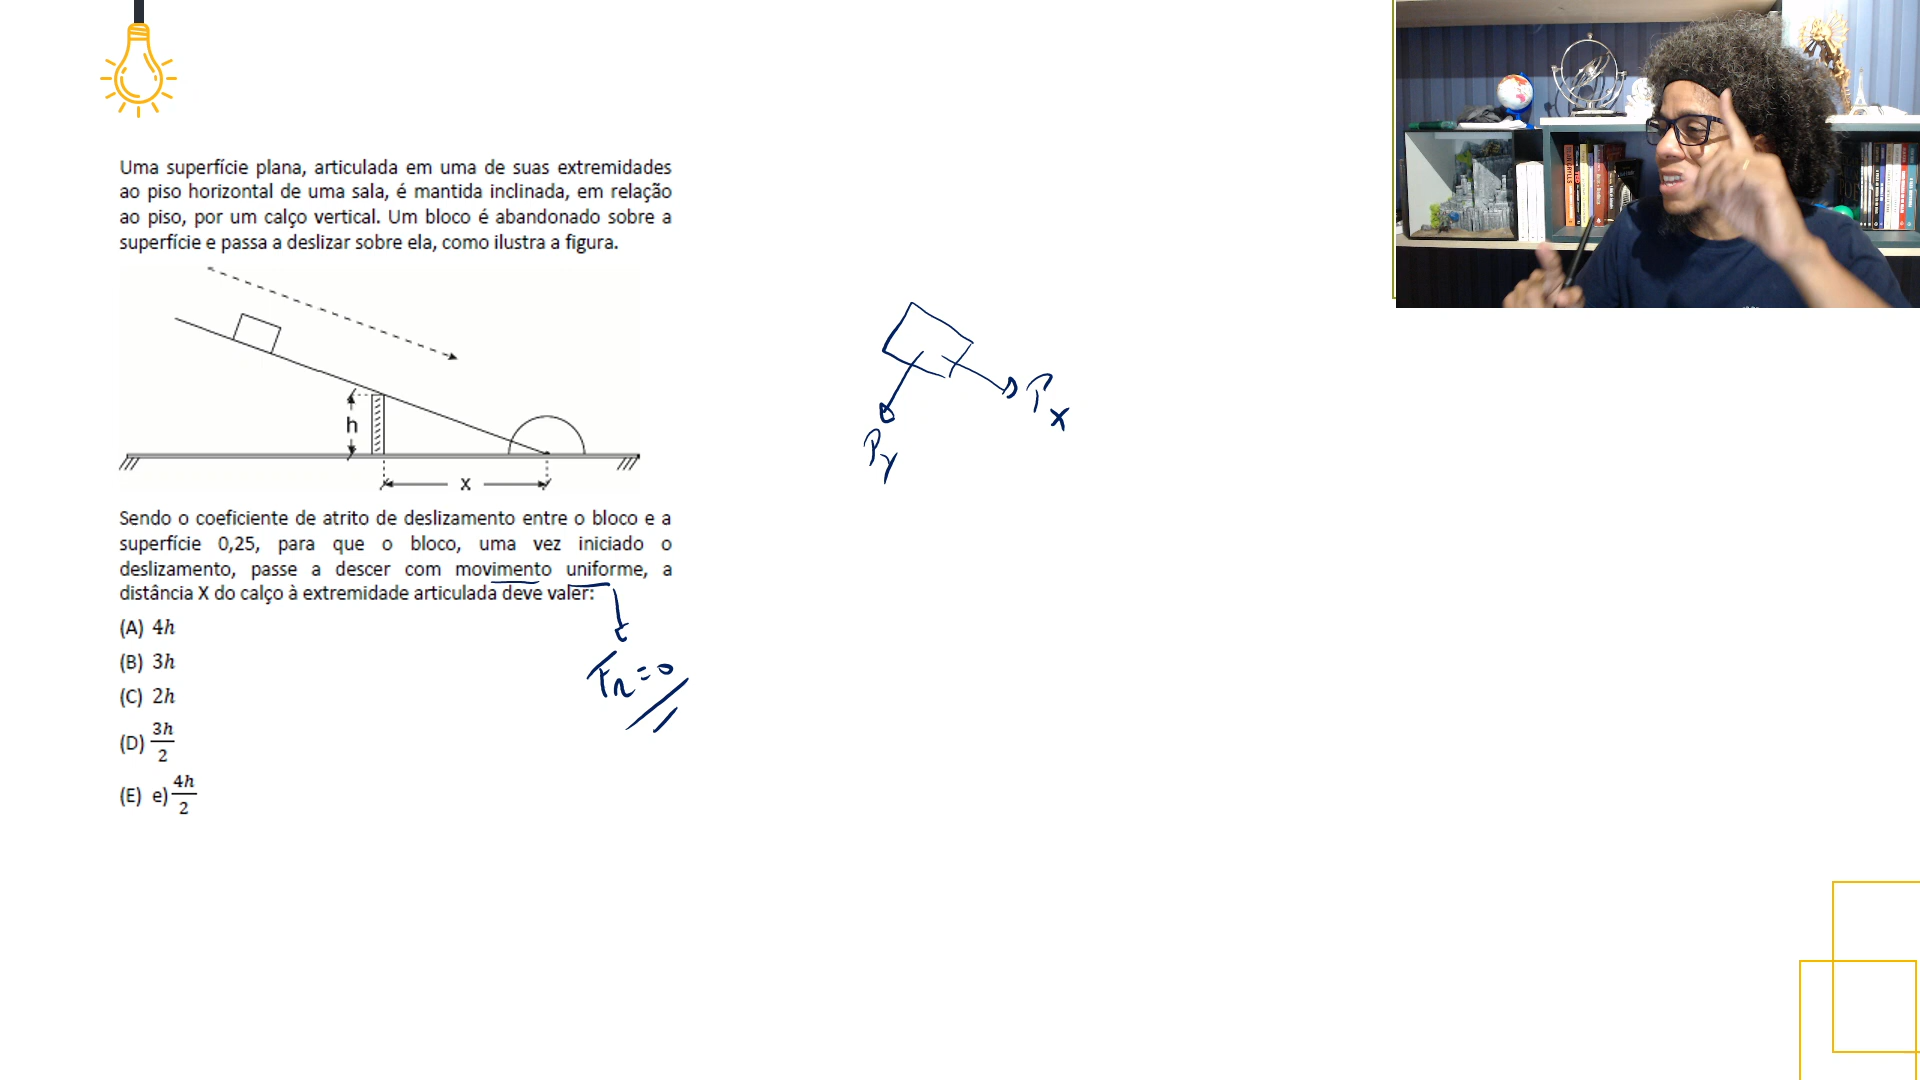 Uma superfície plana, articulada em uma de suas extremidades
ao piso horizontal de uma sala, é mantida inclinada, em relação
ao piso, por um calço vertical. Um bloco é abandonado sobre a
superfície e passa a deslizar sobre ela, como ilustra a figura.
h
x
Sendo o coeficiente de atrito de deslizamento entre o bloco e a
superfície 0,25, para que o bloco, uma vez iniciado o
deslizamento, passe a descer com movimento uniforme, a
distância X do calço à extremidade articulada deve valer:
(A) 4h
(B) 3h
(C) 2h
(D) 3h/2
(E) e) 4h/2
FR=0
Px
Py